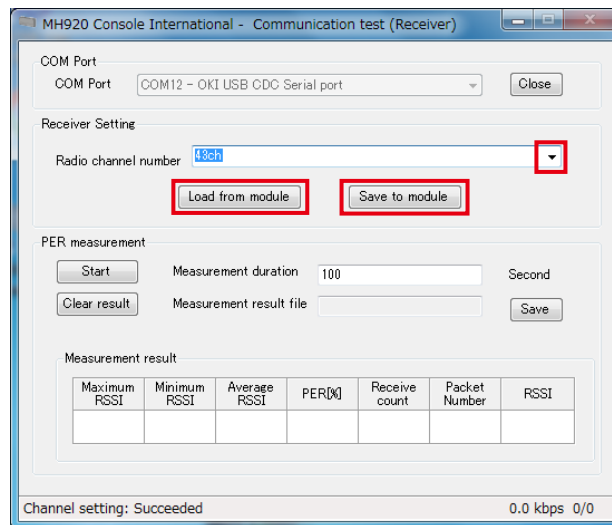 MH920 Console International - Communication test (Receiver)
COM Port
COM Port COM12 - OKI USB CDC Serial port Close
Receiver Setting
Radio channel number 43ch
Load from module Save to module
PER measurement
Start Measurement duration 100 Second
Clear result Measurement result file Save
Measurement result
Maximum RSSI Minimum RSSI Average RSSI PER[%] Receive count Packet Number RSSI
Channel setting: Succeeded 0.0 kbps 0/0